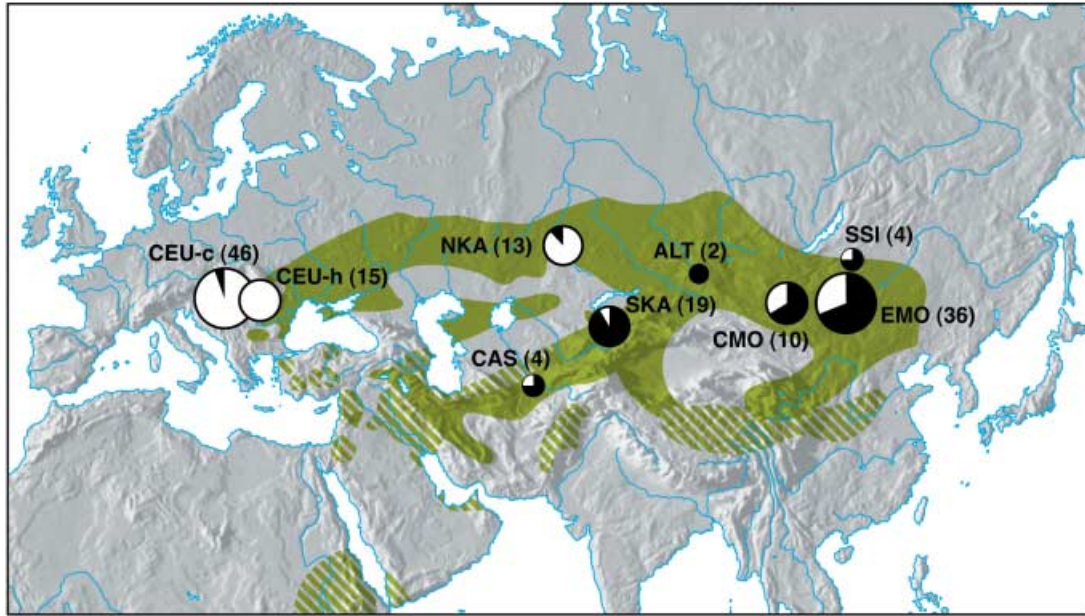 CEU-c (46)
CEU-h (15)
NKA (13)
ALT (2)
SSI (4)
SKA (19)
CAS (4)
CMO (10)
EMO (36)